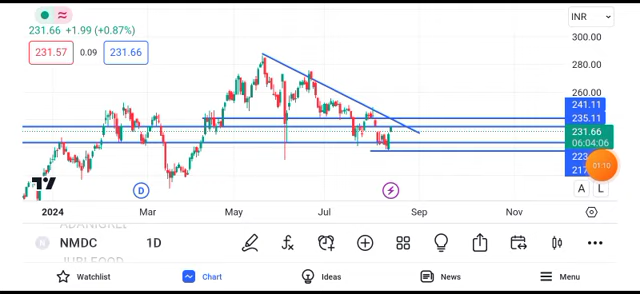 INR
231.66 +1.99 (+0.87%)
300.00
231.57 0.09 231.66
280.00
260.00
241.11
235.11
231.66
06:04:06
223
01:10
217
D
A L
2024 Mar May Jul Sep Nov
N NMDC 1D
Watchlist Chart Ideas News Menu